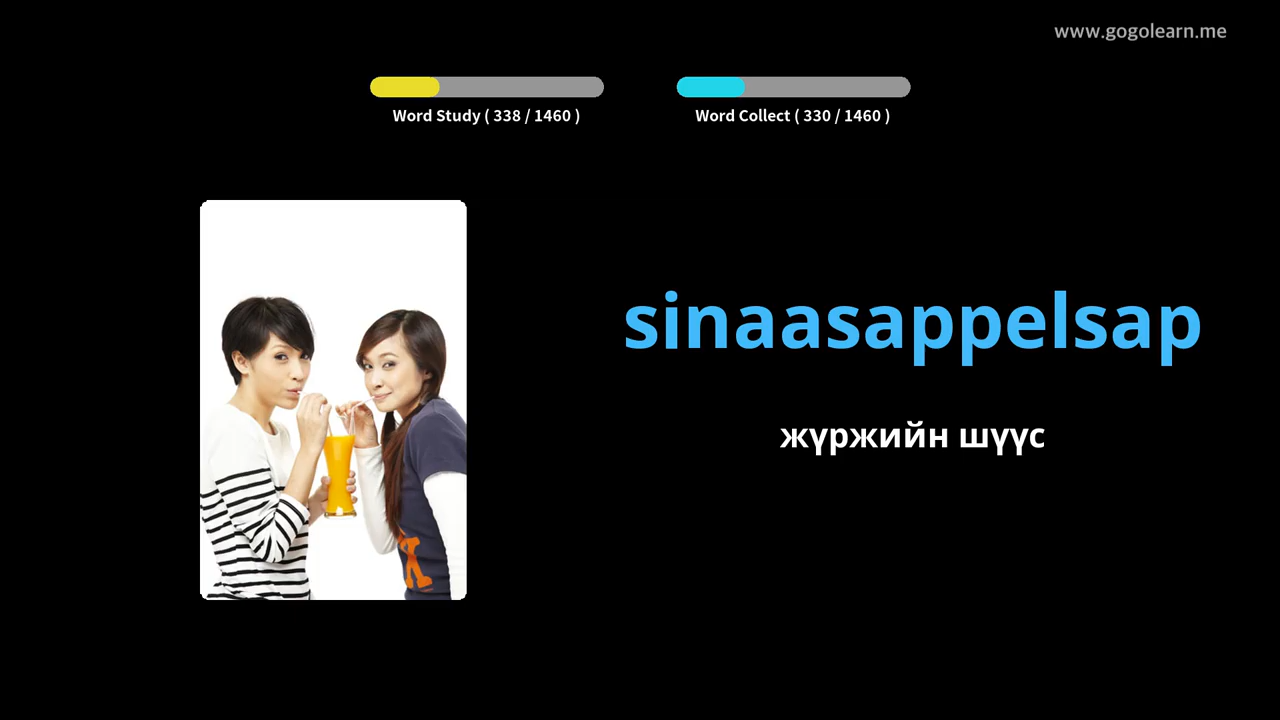 www.gogolearn.me
Word Study ( 338 / 1460 )
Word Collect ( 330 / 1460 )
sinaasappelsap
жүржийн шүүс